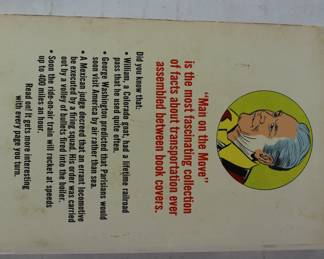 "Man on the Move"
is the most fascinating collection
of facts about transportation ever
assembled between book covers.
Did you know that:
• William, a Colorado goat, had a lifetime railroad
pass that he used quite often.
• George Washington predicted that Parisians would
soon visit America by air rather than sea.
• A Mexican judge deemed that an errant locomotive
be executed by a firing squad. His order was carried
out by a volley of bullets fired into the boiler.
• Soon the ride-on-air train will rocket at speeds
up to 400 miles an hour.
Read on! It gets more interesting
with every page you turn.